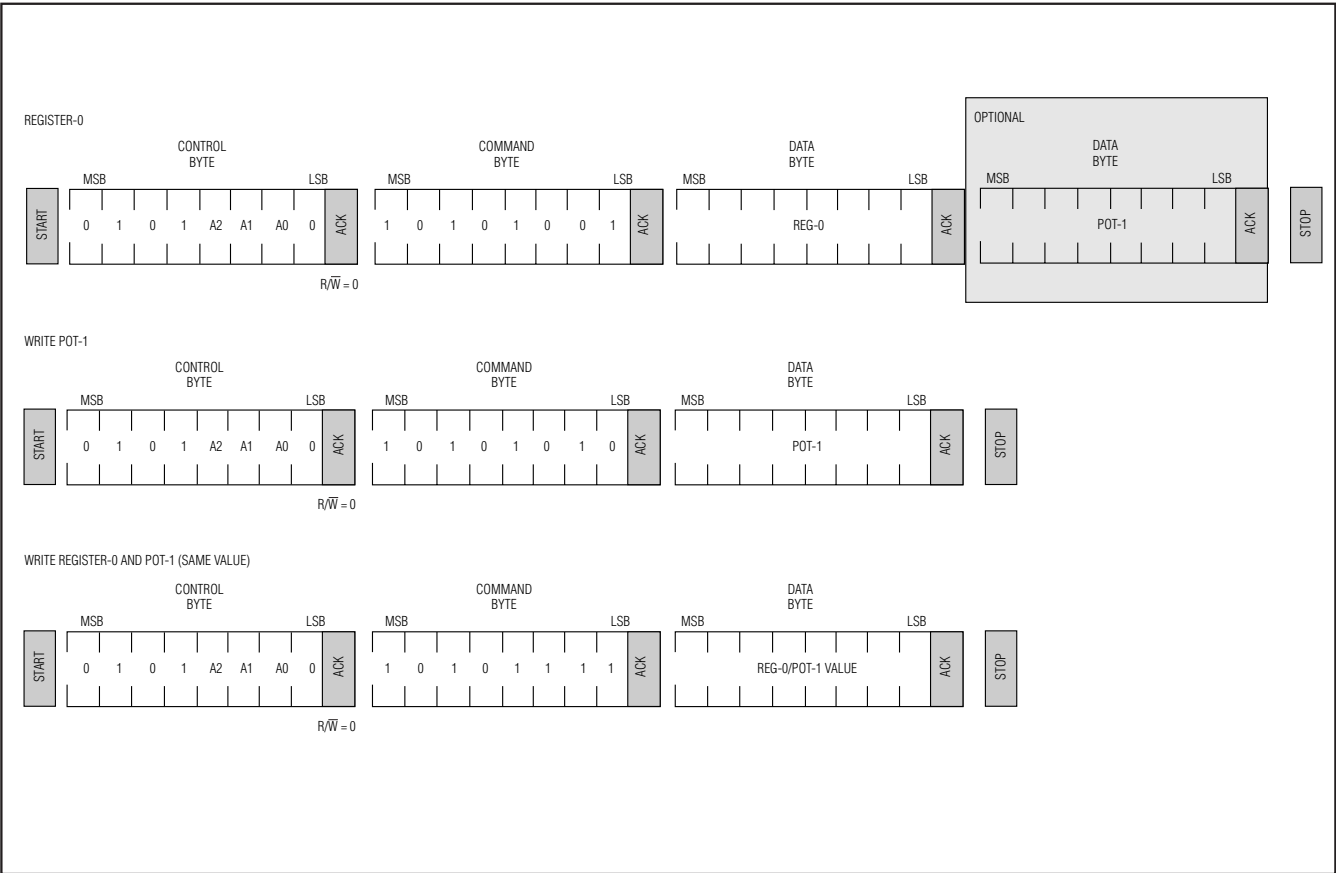 REGISTER-0
OPTIONAL
CONTROL
BYTE
COMMAND
BYTE
DATA
BYTE
DATA
BYTE
MSB LSB MSB LSB MSB LSB MSB LSB
START 0 1 0 1 A2 A1 A0 0 ACK 1 0 1 0 1 0 0 1 ACK REG-0 ACK POT-1 ACK STOP
R/W̅ = 0
WRITE POT-1
CONTROL
BYTE
COMMAND
BYTE
DATA
BYTE
MSB LSB MSB LSB MSB LSB
START 0 1 0 1 A2 A1 A0 0 ACK 1 0 1 0 1 0 1 0 ACK POT-1 ACK STOP
R/W̅ = 0
WRITE REGISTER-0 AND POT-1 (SAME VALUE)
CONTROL
BYTE
COMMAND
BYTE
DATA
BYTE
MSB LSB MSB LSB MSB LSB
START 0 1 0 1 A2 A1 A0 0 ACK 1 0 1 0 1 1 1 1 ACK REG-0/POT-1 VALUE ACK STOP
R/W̅ = 0